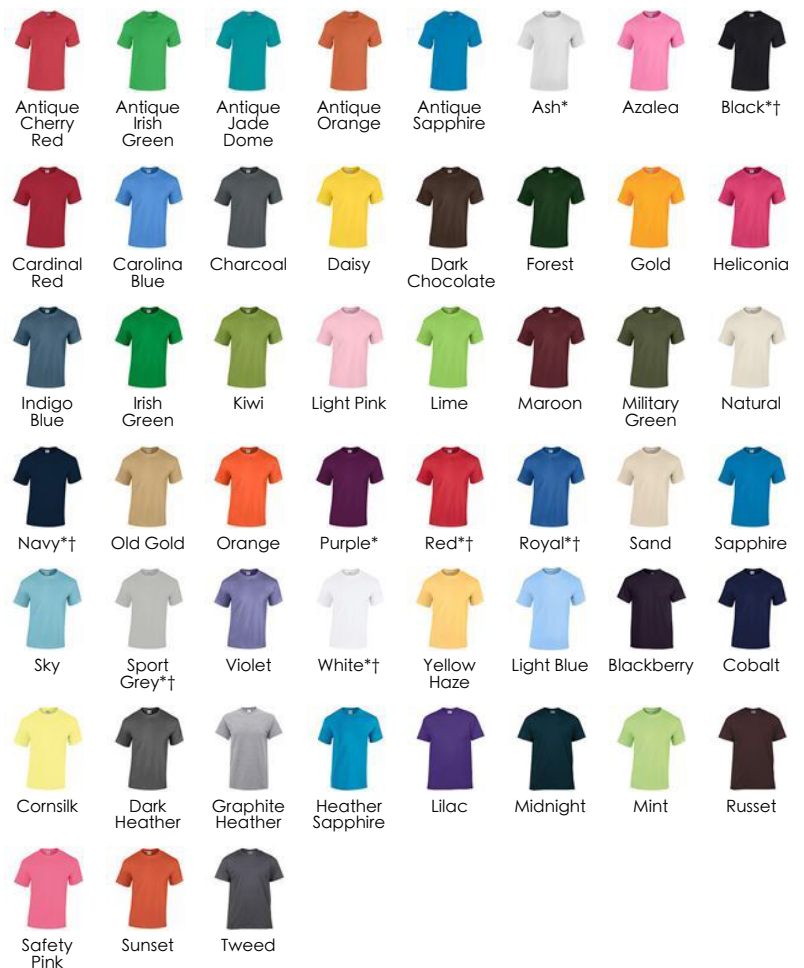 Antique
Cherry
Red
Antique
Irish
Green
Antique
Jade
Dome
Antique
Orange
Antique
Sapphire
Ash*
Azalea
Black*†
Cardinal
Red
Carolina
Blue
Charcoal
Daisy
Dark
Chocolate
Forest
Gold
Heliconia
Indigo
Blue
Irish
Green
Kiwi
Light Pink
Lime
Maroon
Military
Green
Natural
Navy*†
Old Gold
Orange
Purple*
Red*†
Royal*†
Sand
Sapphire
Sky
Sport
Grey*†
Violet
White*†
Yellow
Haze
Light Blue
Blackberry
Cobalt
Cornsilk
Dark
Heather
Graphite
Heather
Heather
Sapphire
Lilac
Midnight
Mint
Russet
Safety
Pink
Sunset
Tweed